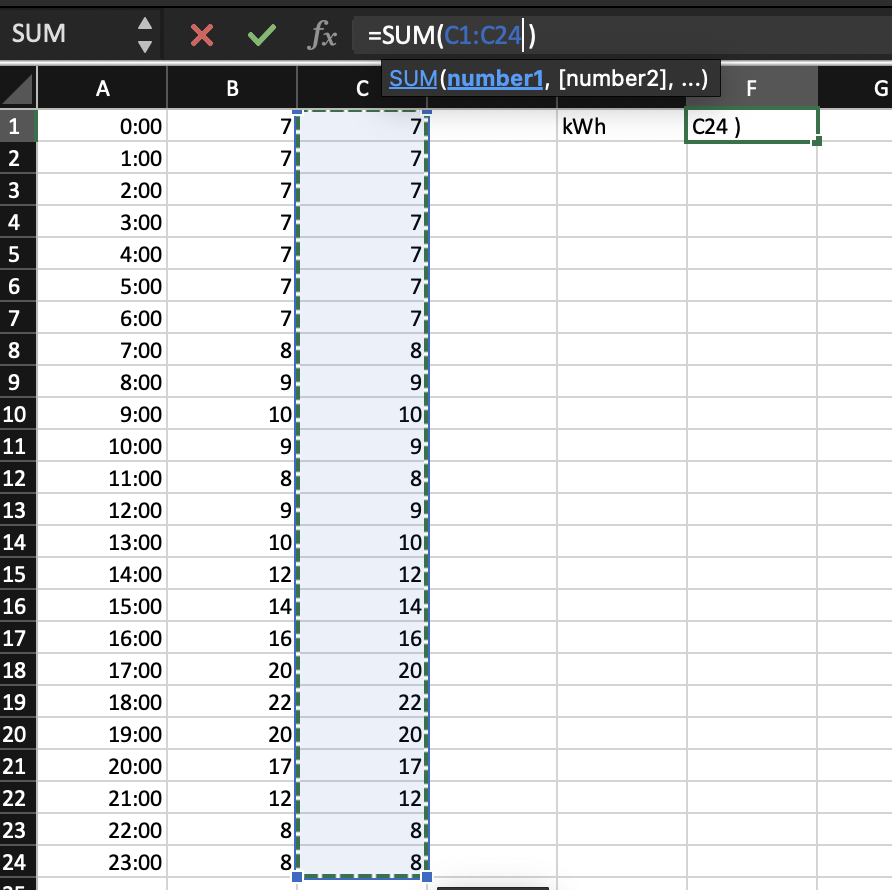 SUM fx =SUM(C1:C24)
SUM(number1, [number2], ...)
A B C F G
1 0:00 7 7 kWh C24 )
2 1:00 7 7
3 2:00 7 7
4 3:00 7 7
5 4:00 7 7
6 5:00 7 7
7 6:00 7 7
8 7:00 8 8
9 8:00 9 9
10 9:00 10 10
11 10:00 9 9
12 11:00 8 8
13 12:00 9 9
14 13:00 10 10
15 14:00 12 12
16 15:00 14 14
17 16:00 16 16
18 17:00 20 20
19 18:00 22 22
20 19:00 20 20
21 20:00 17 17
22 21:00 12 12
23 22:00 8 8
24 23:00 8 8